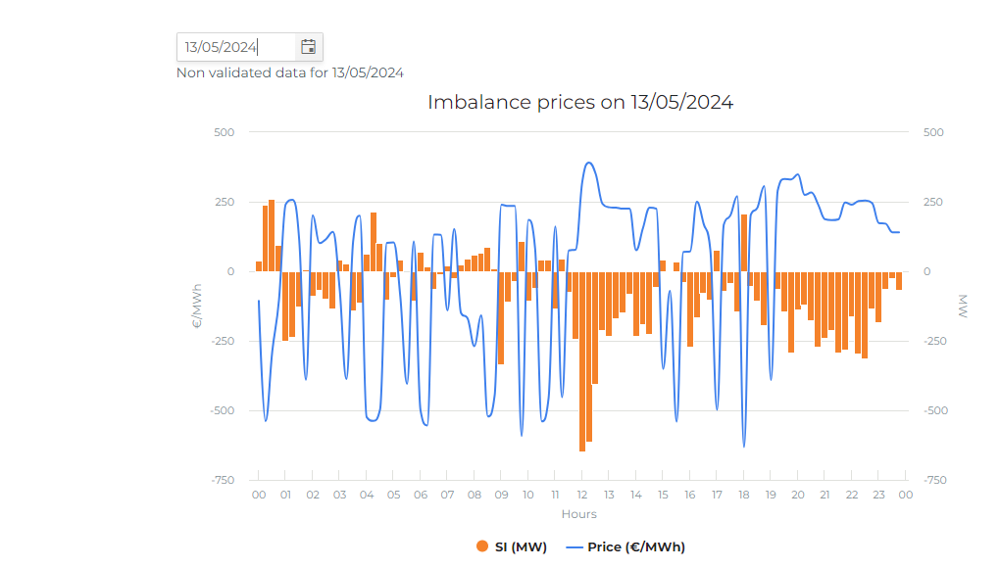 13/05/2024
Non validated data for 13/05/2024
Imbalance prices on 13/05/2024
500 500
250 250
0 0
€/MWh
MW
-250 -250
-500 -500
-750 -750
00 01 02 03 04 05 06 07 08 09 10 11 12 13 14 15 16 17 18 19 20 21 22 23 00
Hours
SI (MW) Price (€/MWh)